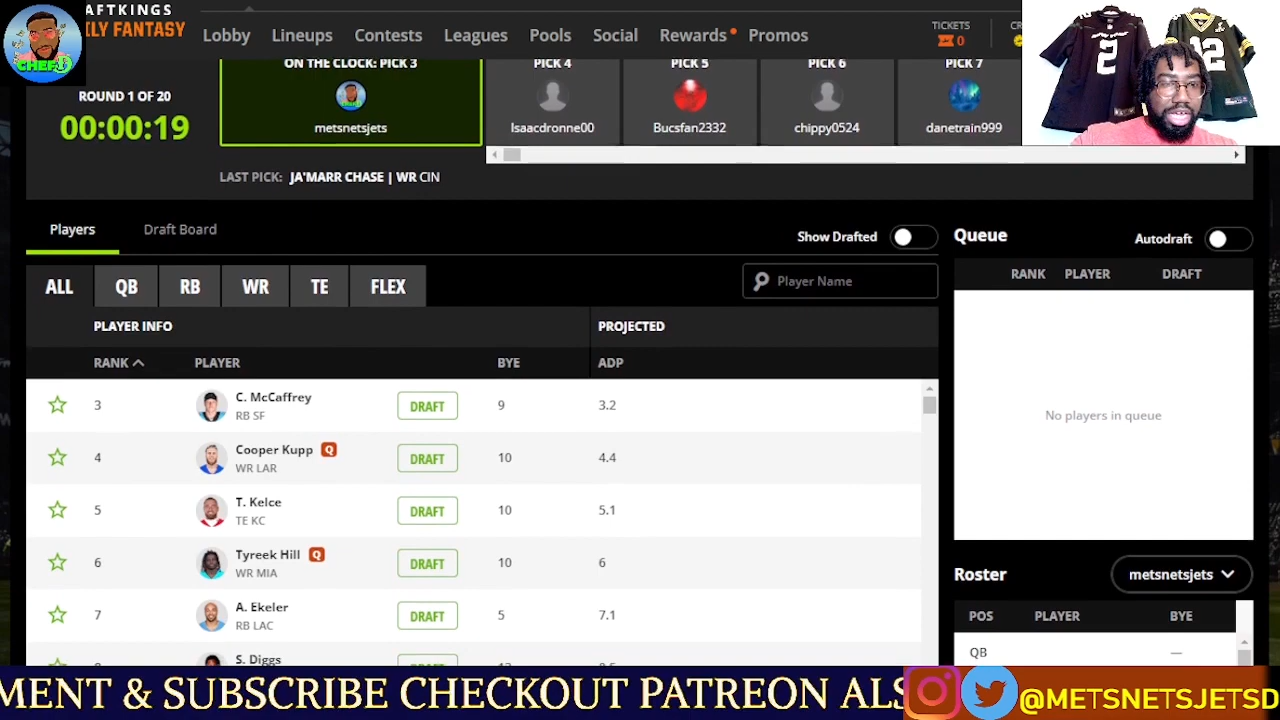 AFTKINGS
LY FANTASY
CHEF
Lobby Lineups Contests Leagues Pools Social Rewards Promos
TICKETS
0
ROUND 1 OF 20
00:00:19
ON THE CLOCK: PICK 3
metsnetsjets
PICK 4
Isaacdronne00
PICK 5
Bucsfan2332
PICK 6
chippy0524
PICK 7
danetrain999
2
12
LAST PICK: JA'MARR CHASE | WR CIN
Players Draft Board
Show Drafted
Queue
Autodraft
ALL QB RB WR TE FLEX
Player Name
RANK PLAYER DRAFT
PLAYER INFO PROJECTED
RANK PLAYER BYE ADP
3 C. McCaffrey DRAFT 9 3.2
RB SF
4 Cooper Kupp Q DRAFT 10 4.4
WR LAR
No players in queue
5 T. Kelce DRAFT 10 5.1
TE KC
6 Tyreek Hill Q DRAFT 10 6
WR MIA
Roster
metsnetsjets
7 A. Ekeler DRAFT 5 7.1
RB LAC
POS PLAYER BYE
QB —
S. Diggs
MENT & SUBSCRIBE CHECKOUT PATREON ALS
@METSNETSJETSD